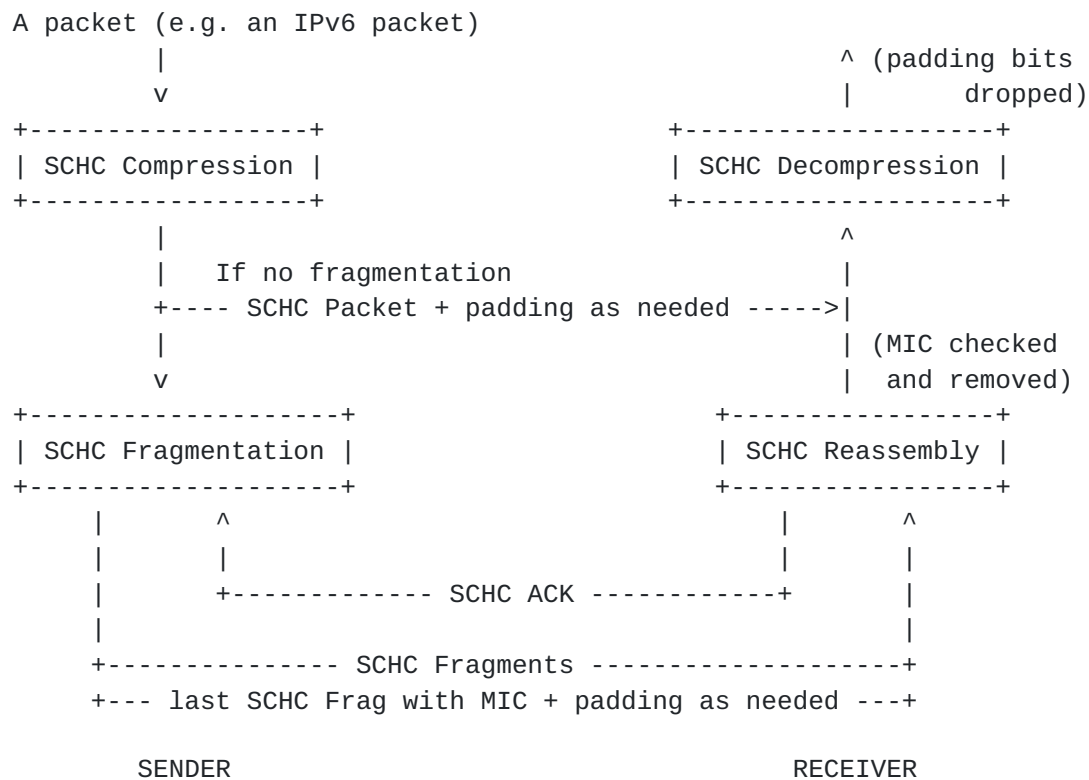 A packet (e.g. an IPv6 packet)
         |                                           ^ (padding bits
         v                                           |       dropped)
+------------------+                      +--------------------+
| SCHC Compression |                      | SCHC Decompression |
+------------------+                      +--------------------+
         |                                           ^
         |   If no fragmentation                     |
         +---- SCHC Packet + padding as needed ----->|
         |                                           | (MIC checked
         v                                           |  and removed)
+--------------------+                       +-----------------+
| SCHC Fragmentation |                       | SCHC Reassembly |
+--------------------+                       +-----------------+
     |       ^                                   |       ^
     |       |                                   |       |
     |       +------------- SCHC ACK ------------+       |
     |                                                   |
     +--------------- SCHC Fragments --------------------+
     +--- last SCHC Frag with MIC + padding as needed ---+
        SENDER                                    RECEIVER